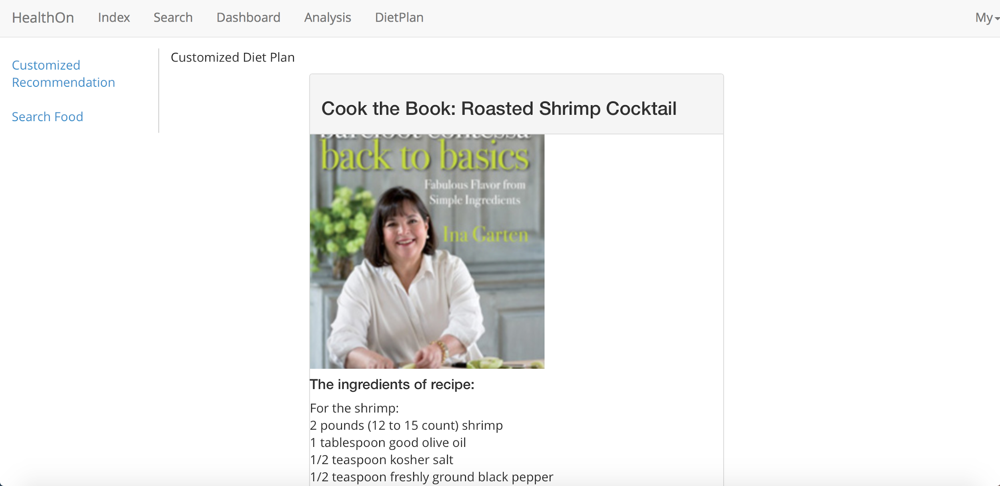 HealthOn Index Search Dashboard Analysis DietPlan My
Customized
Recommendation
Search Food
Customized Diet Plan
Cook the Book: Roasted Shrimp Cocktail
barefoot contessa
back to basics
Fabulous Flavor from
Simple Ingredients
Ina Garten
The ingredients of recipe:
For the shrimp:
2 pounds (12 to 15 count) shrimp
1 tablespoon good olive oil
1/2 teaspoon kosher salt
1/2 teaspoon freshly ground black pepper